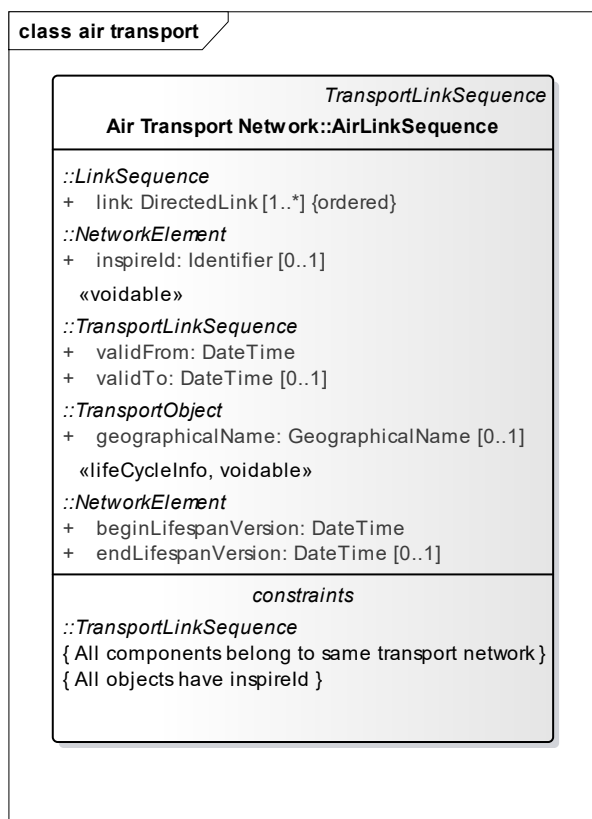 class air transport
TransportLinkSequence
Air Transport Network::AirLinkSequence
::LinkSequence
+ link: DirectedLink [1..*] {ordered}
::NetworkElement
+ inspireId: Identifier [0..1]
«voidable»
::TransportLinkSequence
+ validFrom: DateTime
+ validTo: DateTime [0..1]
::TransportObject
+ geographicalName: GeographicalName [0..1]
«lifeCycleInfo, voidable»
::NetworkElement
+ beginLifespanVersion: DateTime
+ endLifespanVersion: DateTime [0..1]
constraints
::TransportLinkSequence
{ All components belong to same transport network }
{ All objects have inspireId }